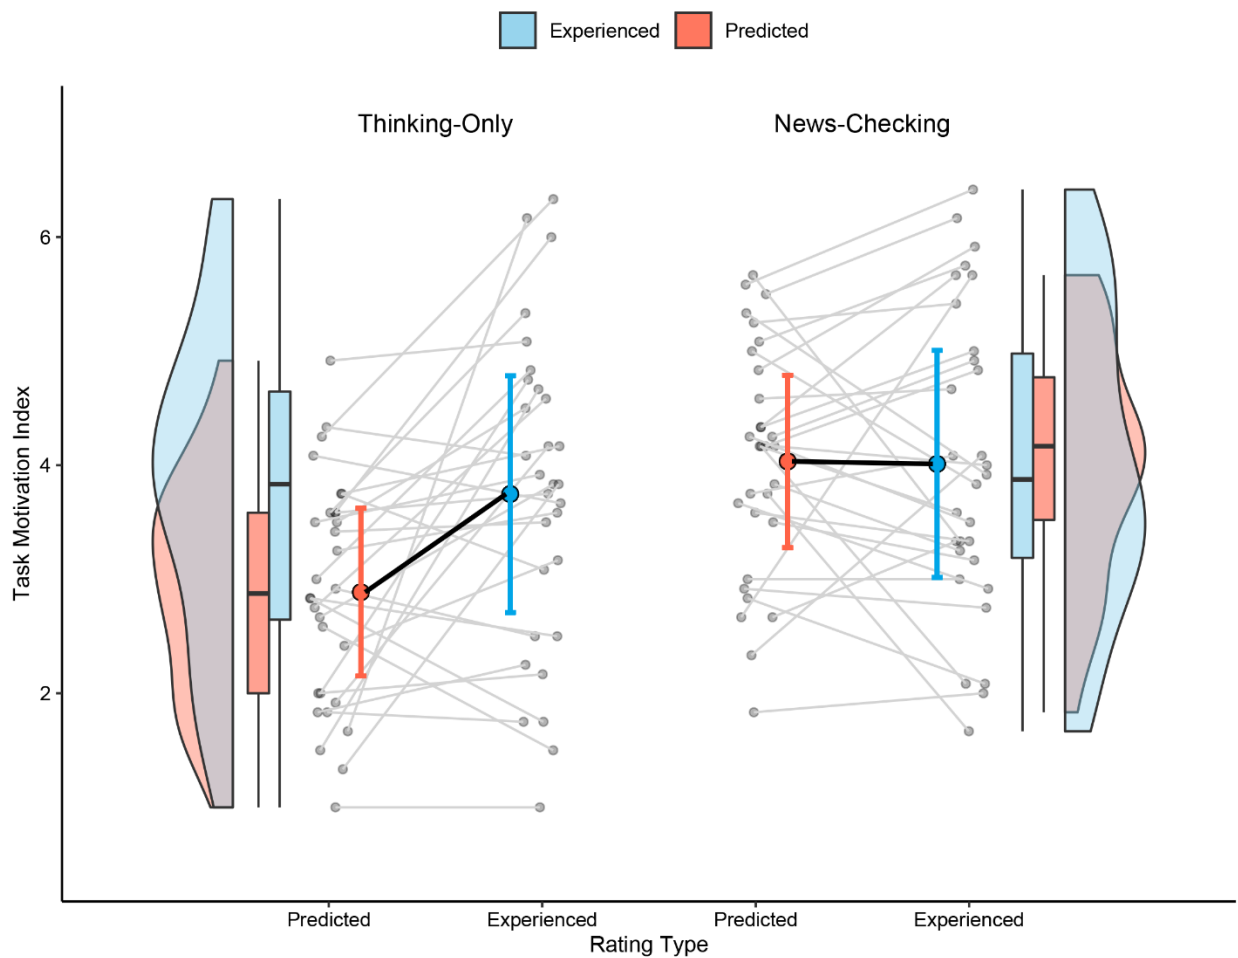 Experienced Predicted
Thinking-Only News-Checking
6
4
2
Task Motivation Index
Predicted Experienced Predicted Experienced
Rating Type